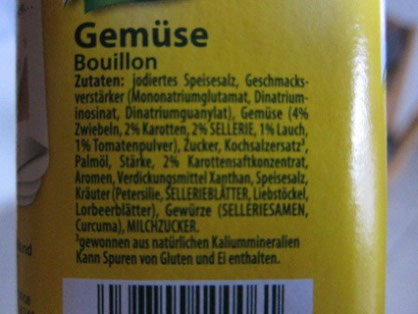 Gemüse
Bouillon
Zutaten: jodiertes Speisesalz, Geschmacks-
verstärker (Mononatriumglutamat, Dinatrium-
inosinat, Dinatriumguanylat), Gemüse (4%
Zwiebeln, 2% Karotten, 2% SELLERIE, 1% Lauch,
1% Tomatenpulver), Zucker, Kochsalzersatz³,
Palmöl, Stärke, 2% Karottensaftkonzentrat,
Aromen, Verdickungsmittel Xanthan, Speisesalz,
Kräuter (Petersilie, SELLERIEBLÄTTER, Liebstöckel,
Lorbeerblätter), Gewürze (SELLERIESAMEN,
Curcuma), MILCHZUCKER.
³gewonnen aus natürlichen Kaliummineralien
Kann Spuren von Gluten und Ei enthalten.